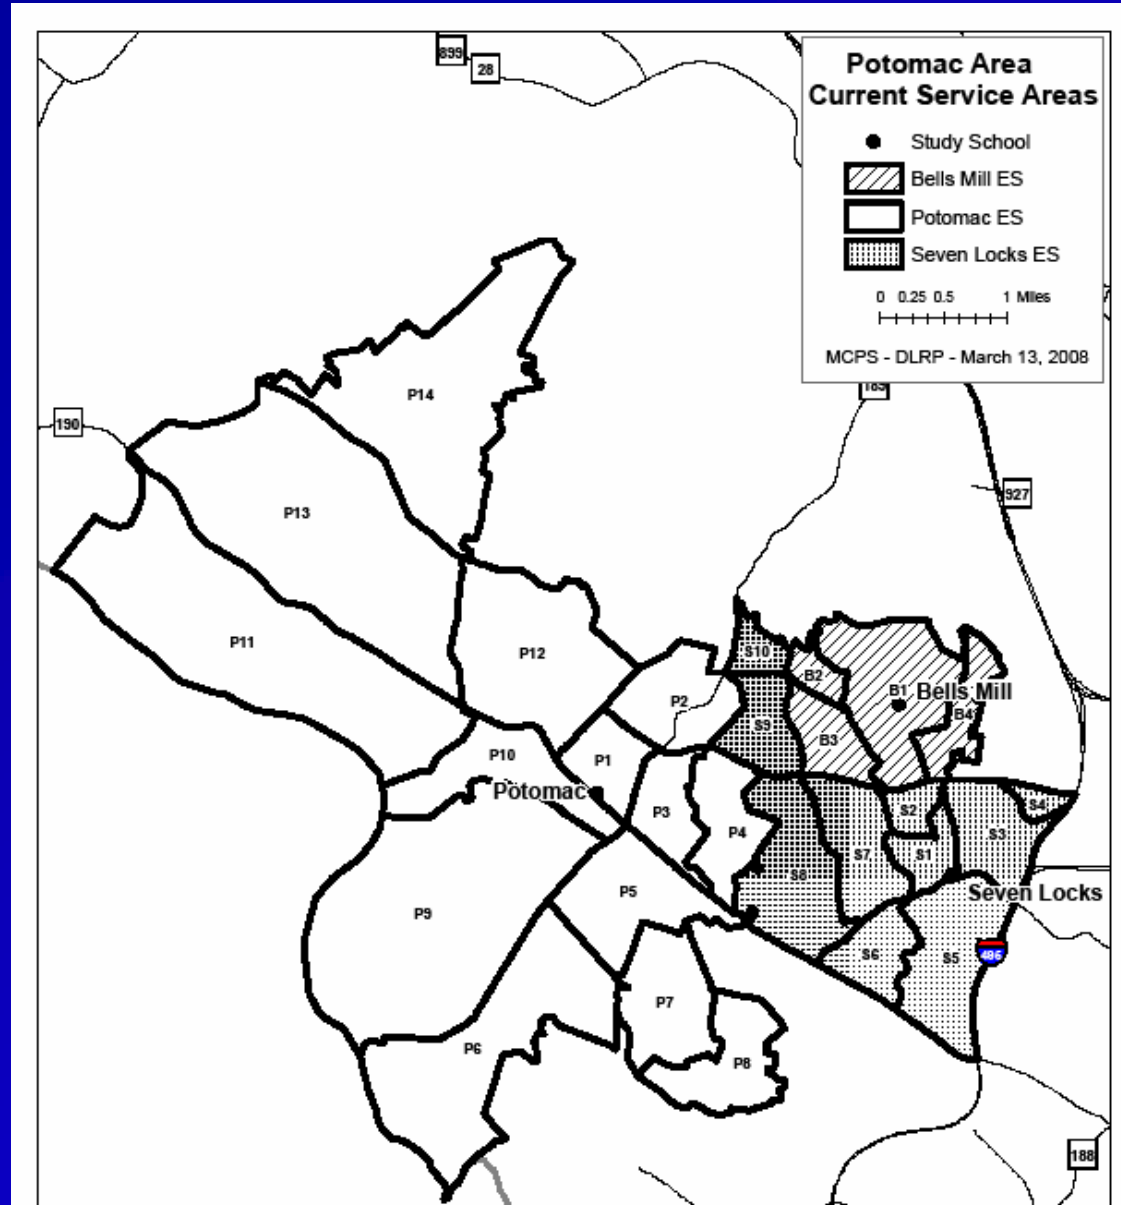 899
28
Potomac Area
Current Service Areas
Study School
Bells Mill ES
Potomac ES
Seven Locks ES
0 0.25 0.5 1 Miles
MCPS - DLRP - March 13, 2008
190
P14
927
P13
P11
P12
S10
B2
P2
B1
Bells Mill
S9
B4
B3
P10
P1
Potomac
P3
S2
S4
P4
S3
S7
S1
S8
P5
Seven Locks
P9
S6
S5
P7
P6
P8
188